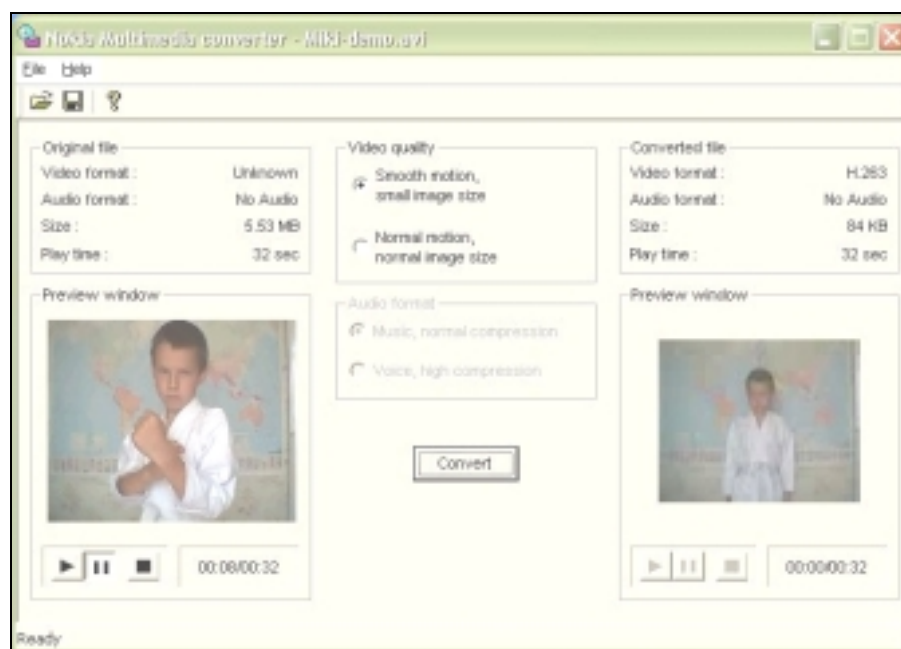 Nokia Multimedia converter - Miki-demo.avi
File Help
Original file
Video format : Unknown
Audio format : No Audio
Size : 5.53 MB
Play time : 32 sec
Preview window
00:08/00:32
Video quality
Smooth motion,
small image size
Normal motion,
normal image size
Audio format
Music, normal compression
Voice, high compression
Convert
Converted file
Video format : H.263
Audio format : No Audio
Size : 84 KB
Play time : 32 sec
Preview window
00:00/00:32
Ready